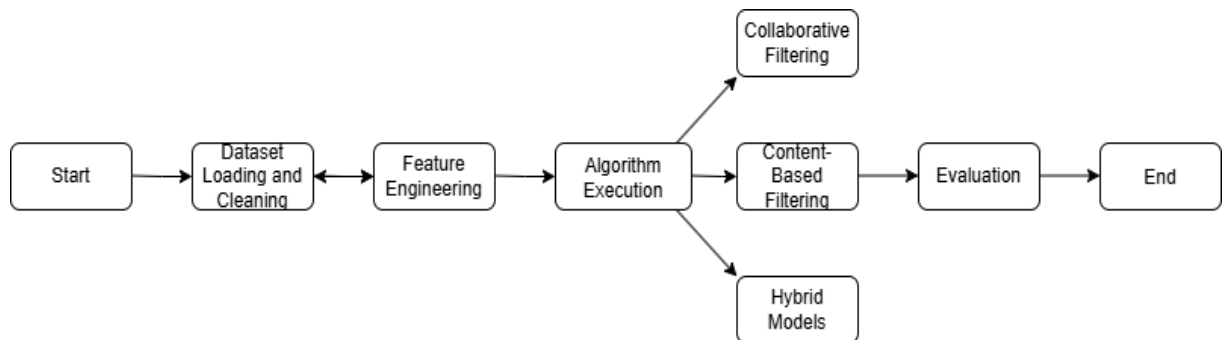 Collaborative
Filtering
Start
Dataset
Loading and
Cleaning
Feature
Engineering
Algorithm
Execution
Content-
Based
Filtering
Evaluation
End
Hybrid
Models